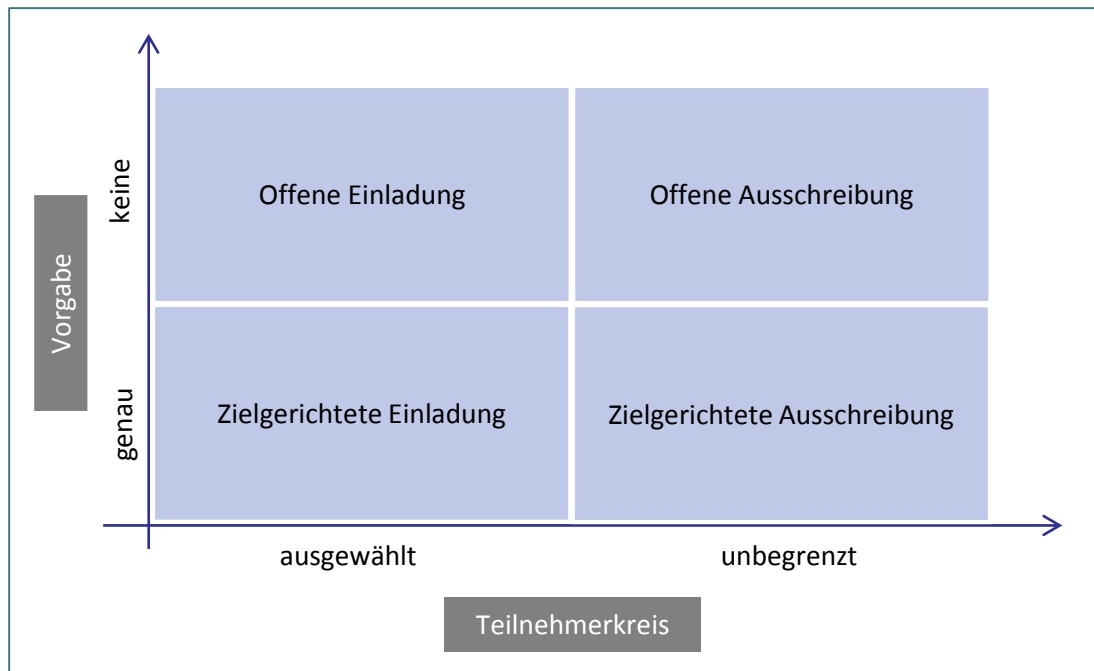 keine
Offene Einladung
Offene Ausschreibung
Vorgabe
genau
Zielgerichtete Einladung
Zielgerichtete Ausschreibung
ausgewählt
unbegrenzt
Teilnehmerkreis